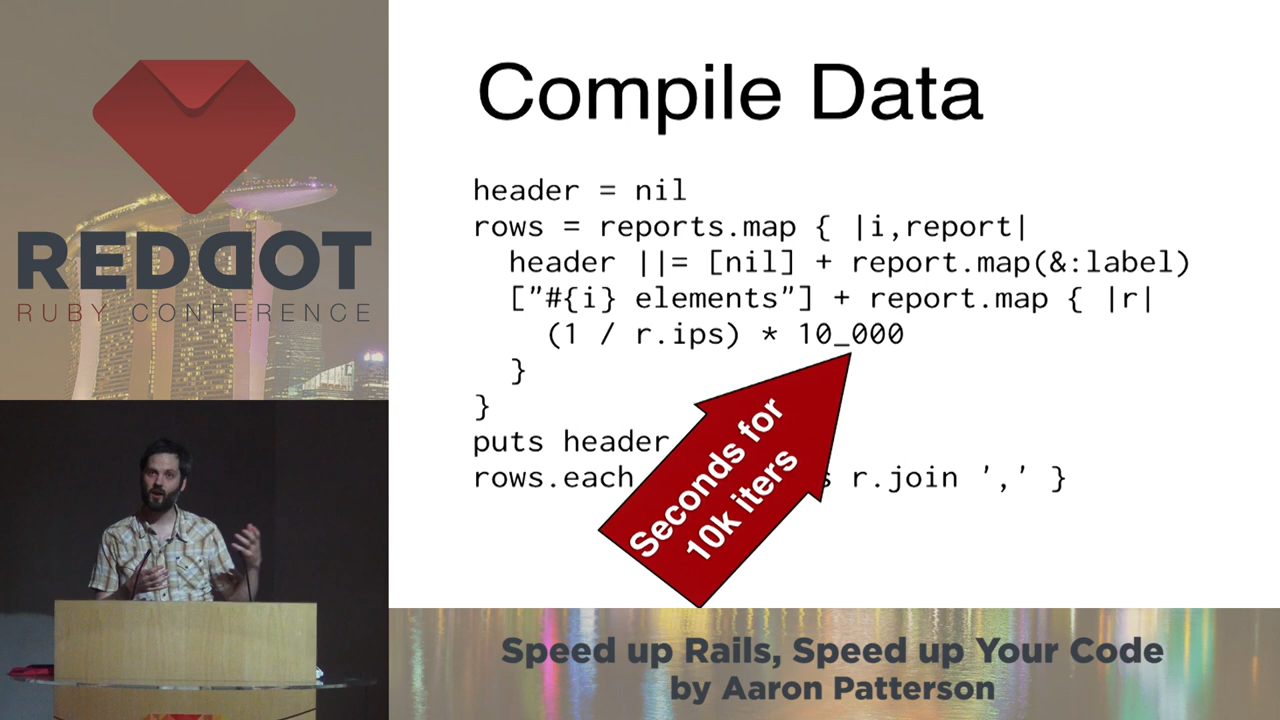 REDDOT
RUBY CONFERENCE
Compile Data
header = nil
rows = reports.map { |i,report|
header ||= [nil] + report.map(&:label)
["#{i} elements"] + report.map { |r|
(1 / r.ips) * 10_000
}
}
puts header
rows.each r.join ',' }
Seconds for
10k iters
Speed up Rails, Speed up Your Code
by Aaron Patterson